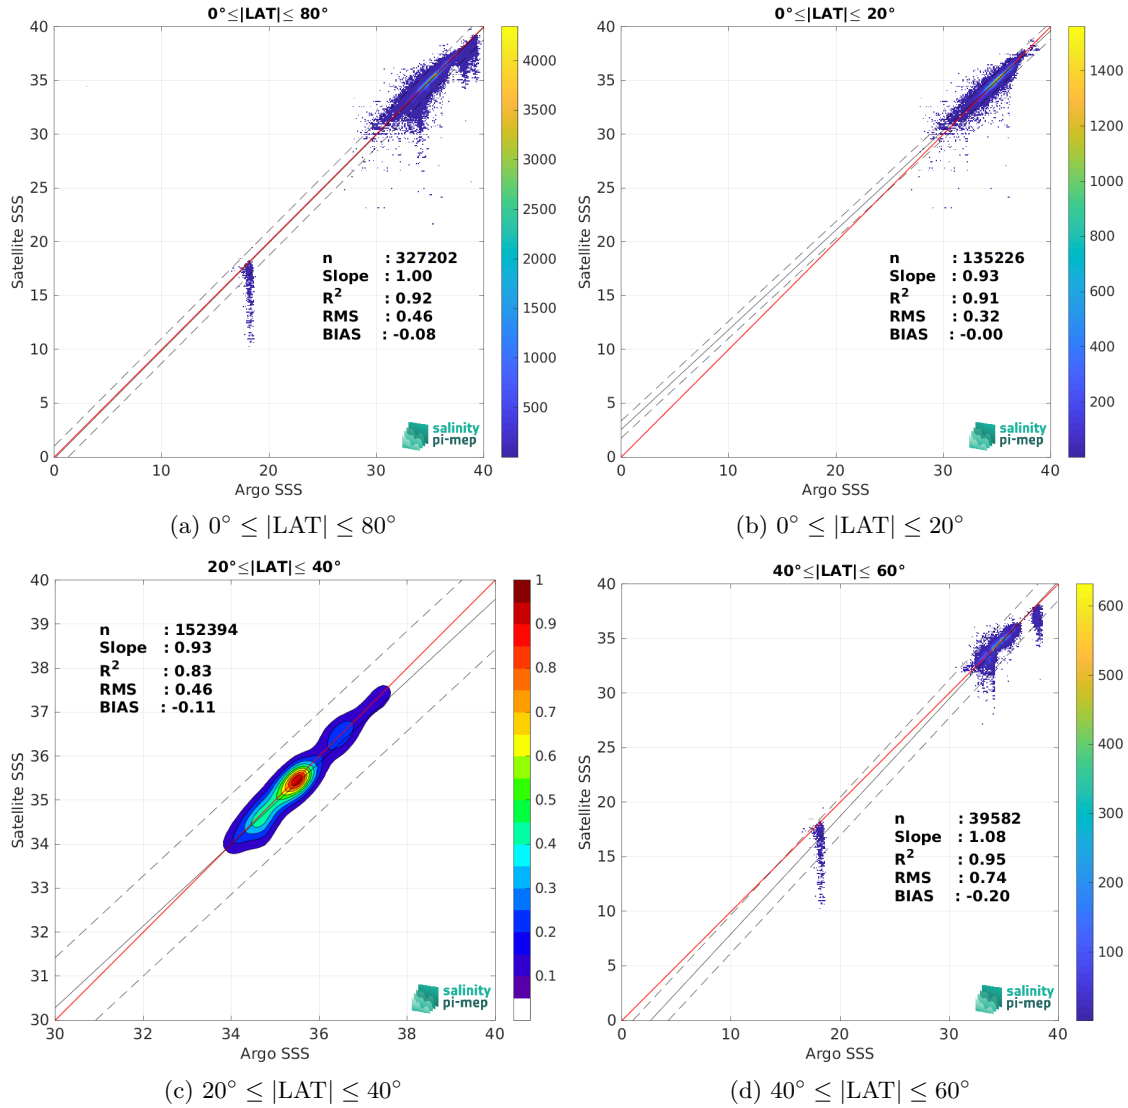 0°≤|LAT|≤ 80°
40
35
30
25
20
15
10
5
0
Satellite SSS
0
10
20
30
40
Argo SSS
n : 327202
Slope : 1.00
R² : 0.92
RMS : 0.46
BIAS : -0.08
salinity
pi-mep
4000
3500
3000
2500
2000
1500
1000
500
(a) 0° ≤ |LAT| ≤ 80°
0°≤|LAT|≤ 20°
40
35
30
25
20
15
10
5
0
Satellite SSS
0
10
20
30
40
Argo SSS
n : 135226
Slope : 0.93
R² : 0.91
RMS : 0.32
BIAS : -0.00
salinity
pi-mep
1400
1200
1000
800
600
400
200
(b) 0° ≤ |LAT| ≤ 20°
20°≤|LAT|≤ 40°
40
39
38
37
36
35
34
33
32
31
30
Satellite SSS
30
32
34
36
38
40
Argo SSS
n : 152394
Slope : 0.93
R² : 0.83
RMS : 0.46
BIAS : -0.11
salinity
pi-mep
1
0.9
0.8
0.7
0.6
0.5
0.4
0.3
0.2
0.1
(c) 20° ≤ |LAT| ≤ 40°
40°≤|LAT|≤ 60°
40
35
30
25
20
15
10
5
0
Satellite SSS
0
10
20
30
40
Argo SSS
n : 39582
Slope : 1.08
R² : 0.95
RMS : 0.74
BIAS : -0.20
salinity
pi-mep
600
500
400
300
200
100
(d) 40° ≤ |LAT| ≤ 60°